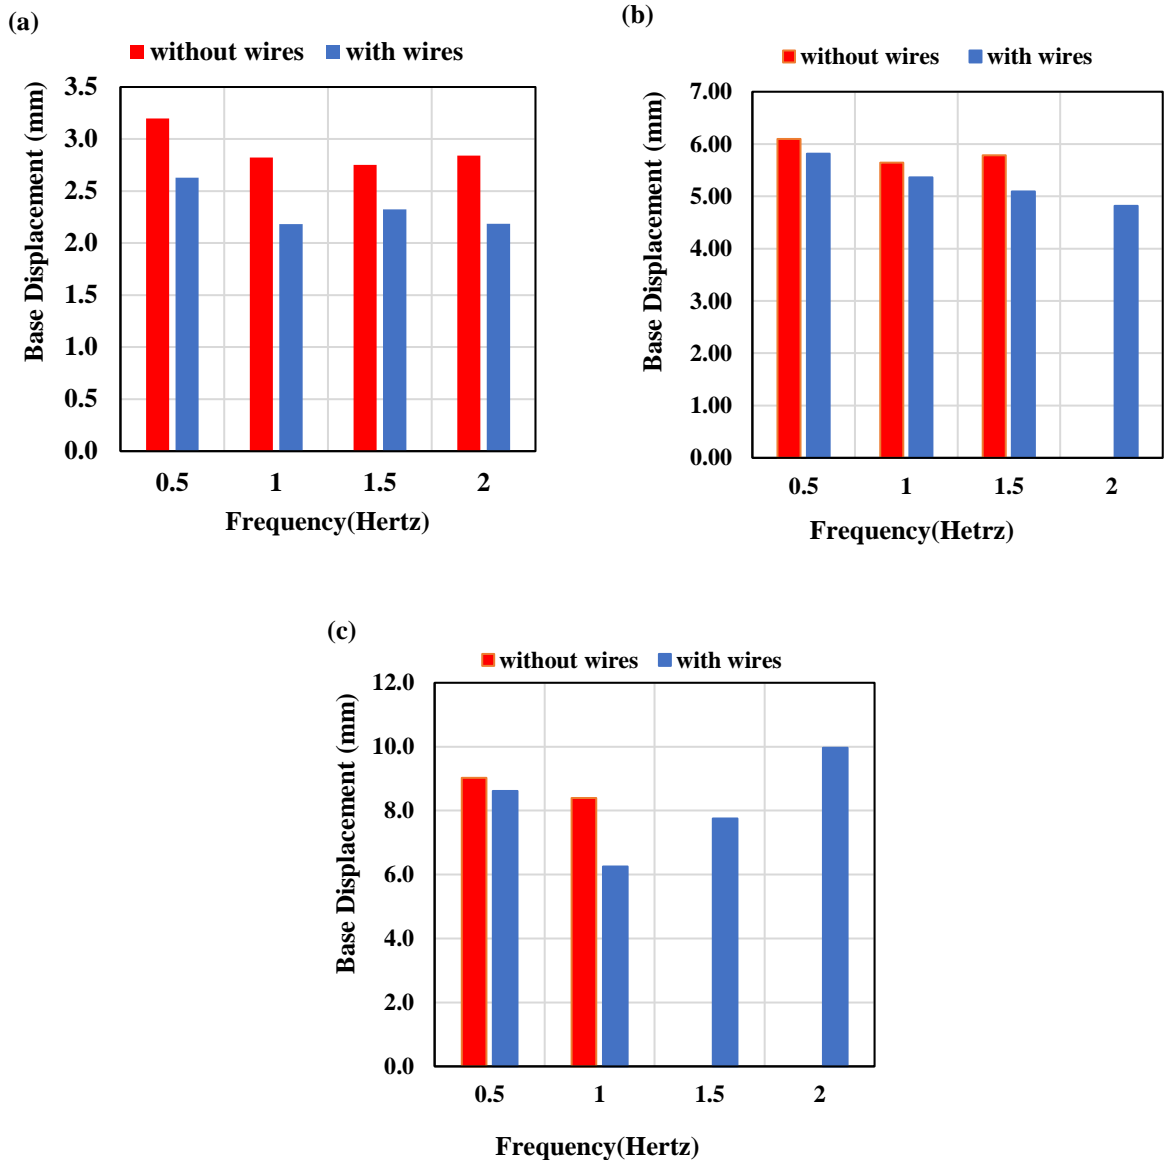 (a)
without wires with wires
Base Displacement (mm)
3.5
3.0
2.5
2.0
1.5
1.0
0.5
0.0
0.5 1 1.5 2
Frequency(Hertz)
(b)
without wires with wires
Base Displacement (mm)
7.00
6.00
5.00
4.00
3.00
2.00
1.00
0.00
0.5 1 1.5 2
Frequency(Hetrz)
(c)
without wires with wires
Base Displacement (mm)
12.0
10.0
8.0
6.0
4.0
2.0
0.0
0.5 1 1.5 2
Frequency(Hertz)